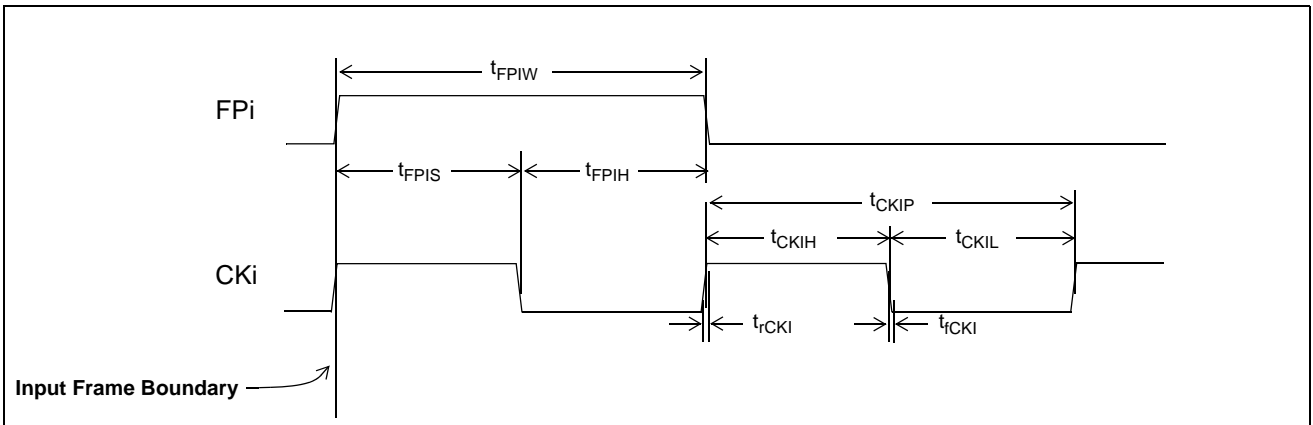 tFPIW
FPi
tFPIS
tFPIH
tCKIP
tCKIH
tCKIL
CKi
trCKI
tfCKI
Input Frame Boundary